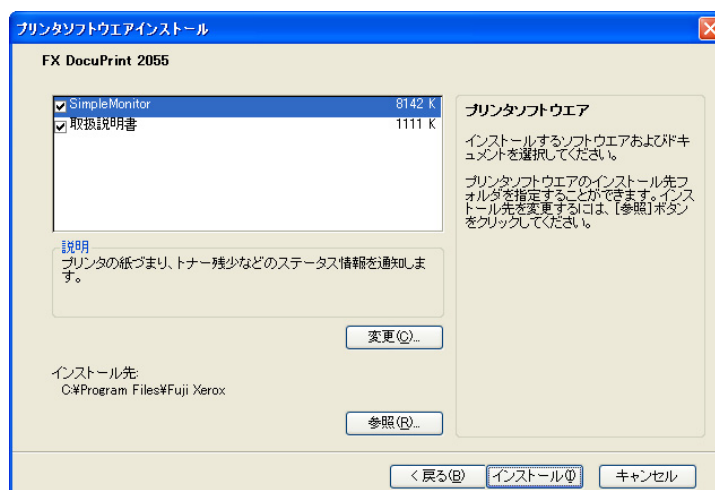 プリンタソフトウエアインストール
FX DocuPrint 2055
SimpleMonitor 8142 K
取扱説明書 1111 K
説明
プリンタの紙づまり、トナー残少などのステータス情報を通知しま
す。
変更(C)...
インストール先:
C:¥Program Files¥Fuji Xerox
参照(R)...
プリンタソフトウエア
インストールするソフトウエアおよびドキ
ュメントを選択してください。
プリンタソフトウエアのインストール先フ
ォルダを指定することができます。インス
トール先を変更するには、[参照]ボタン
をクリックしてください。
< 戻る(B)
インストール(I)
キャンセル